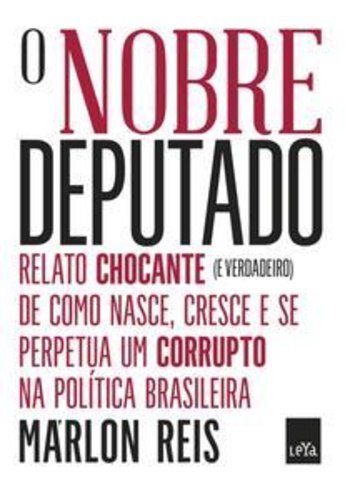 O NOBRE
DEPUTADO
RELATO CHOCANTE (E VERDADEIRO)
DE COMO NASCE, CRESCE E SE
PERPETUA UM CORRUPTO
NA POLÍTICA BRASILEIRA
MÁRLON REIS
LeYa